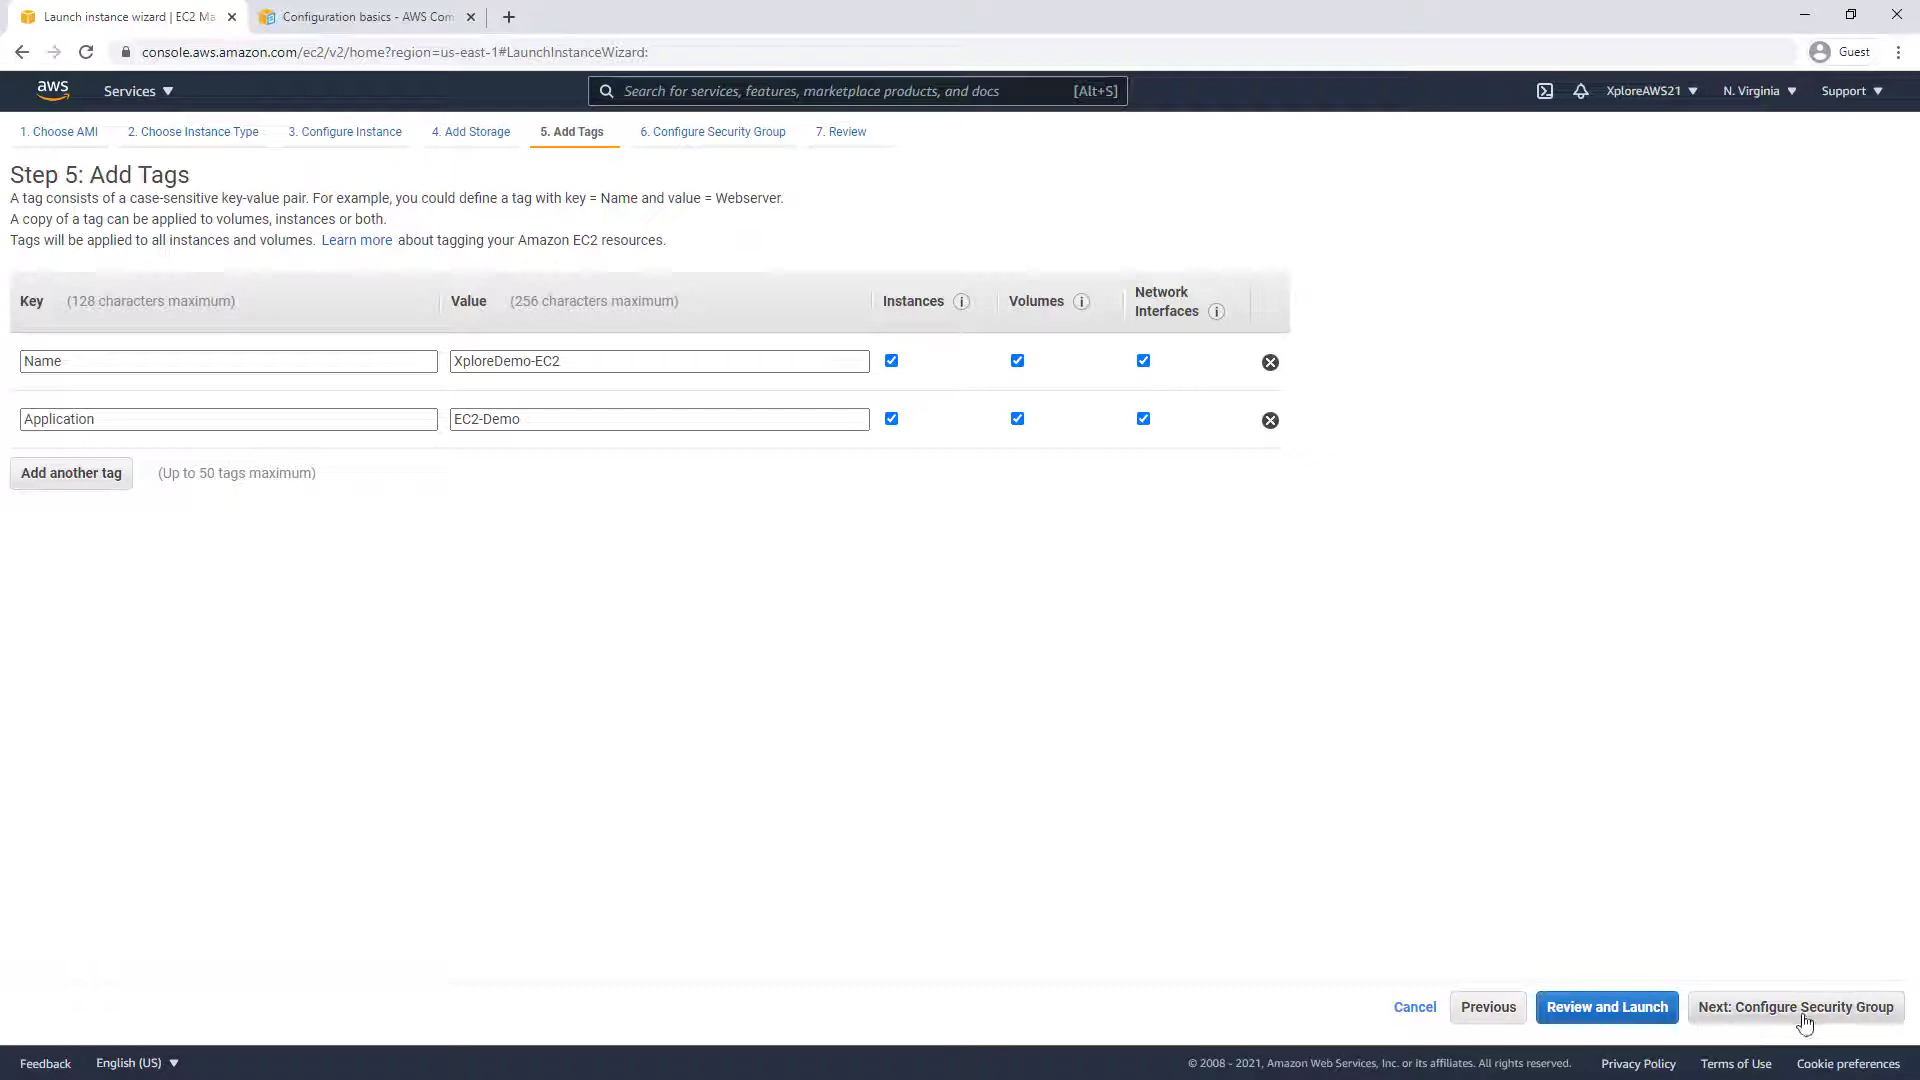 Launch instance wizard | EC2 Ma
Configuration basics - AWS Com
console.aws.amazon.com/ec2/v2/home?region=us-east-1#LaunchInstanceWizard:
Guest
aws
Services
Search for services, features, marketplace products, and docs
[Alt+S]
XploreAWS21
N. Virginia
Support
1. Choose AMI
2. Choose Instance Type
3. Configure Instance
4. Add Storage
5. Add Tags
6. Configure Security Group
7. Review
Step 5: Add Tags
A tag consists of a case-sensitive key-value pair. For example, you could define a tag with key = Name and value = Webserver.
A copy of a tag can be applied to volumes, instances or both.
Tags will be applied to all instances and volumes. Learn more about tagging your Amazon EC2 resources.
Key (128 characters maximum)
Value (256 characters maximum)
Instances
Volumes
Network
Interfaces
Name
XploreDemo-EC2
Application
EC2-Demo
Add another tag
(Up to 50 tags maximum)
Cancel
Previous
Review and Launch
Next: Configure Security Group
Feedback
English (US)
© 2008 - 2021, Amazon Web Services, Inc. or its affiliates. All rights reserved.
Privacy Policy
Terms of Use
Cookie preferences